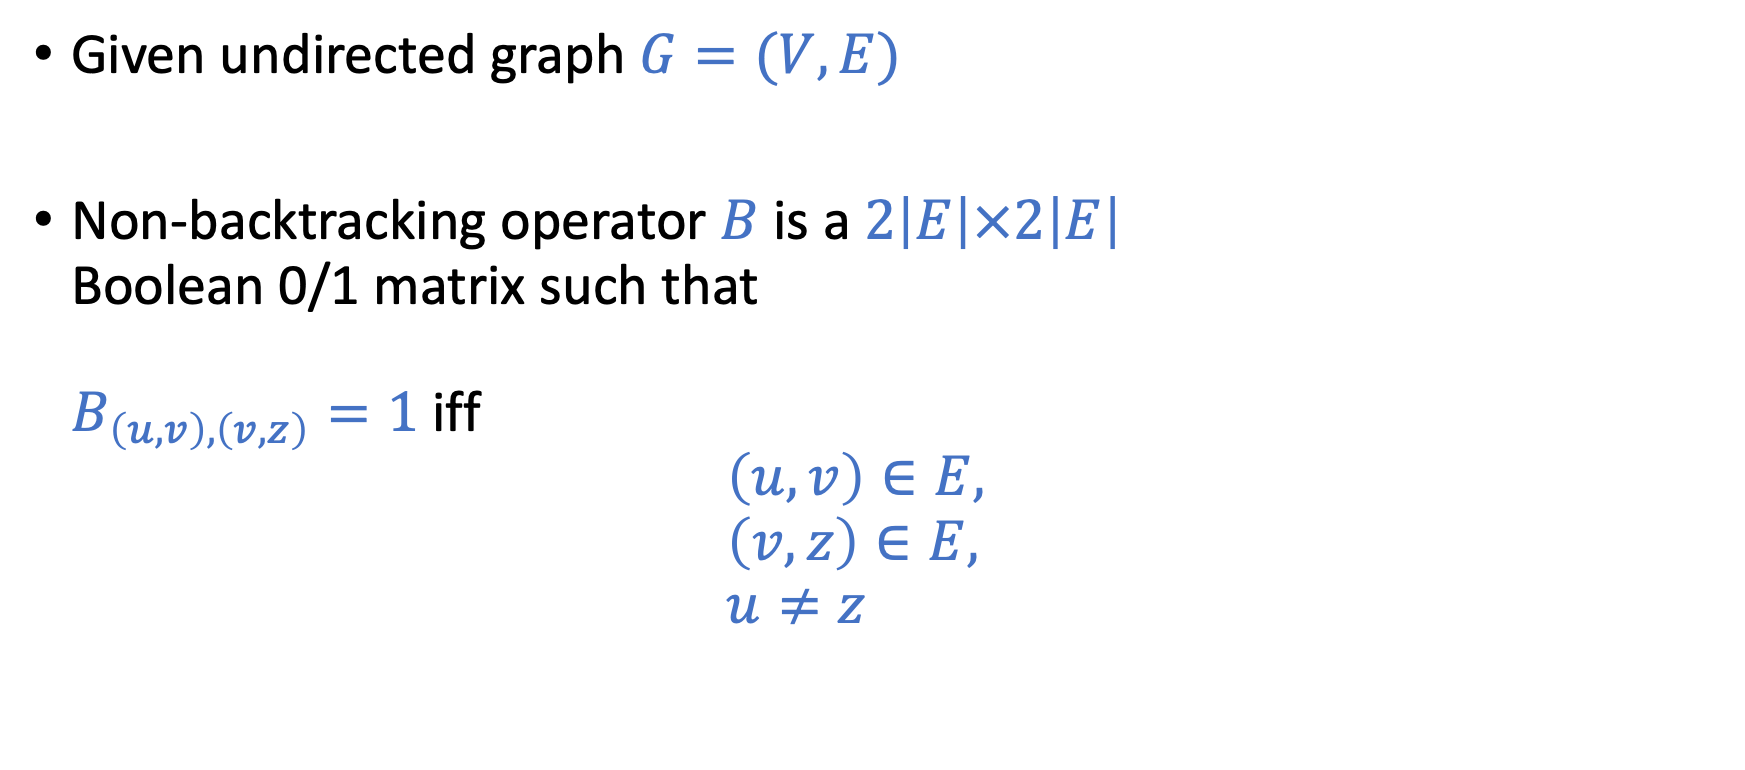 • Given undirected graph G = (V, E)
• Non-backtracking operator B is a 2|E|×2|E|
Boolean 0/1 matrix such that
B₍u,v₎,₍v,z₎ = 1 iff
(u, v) ∈ E,
(v, z) ∈ E,
u ≠ z